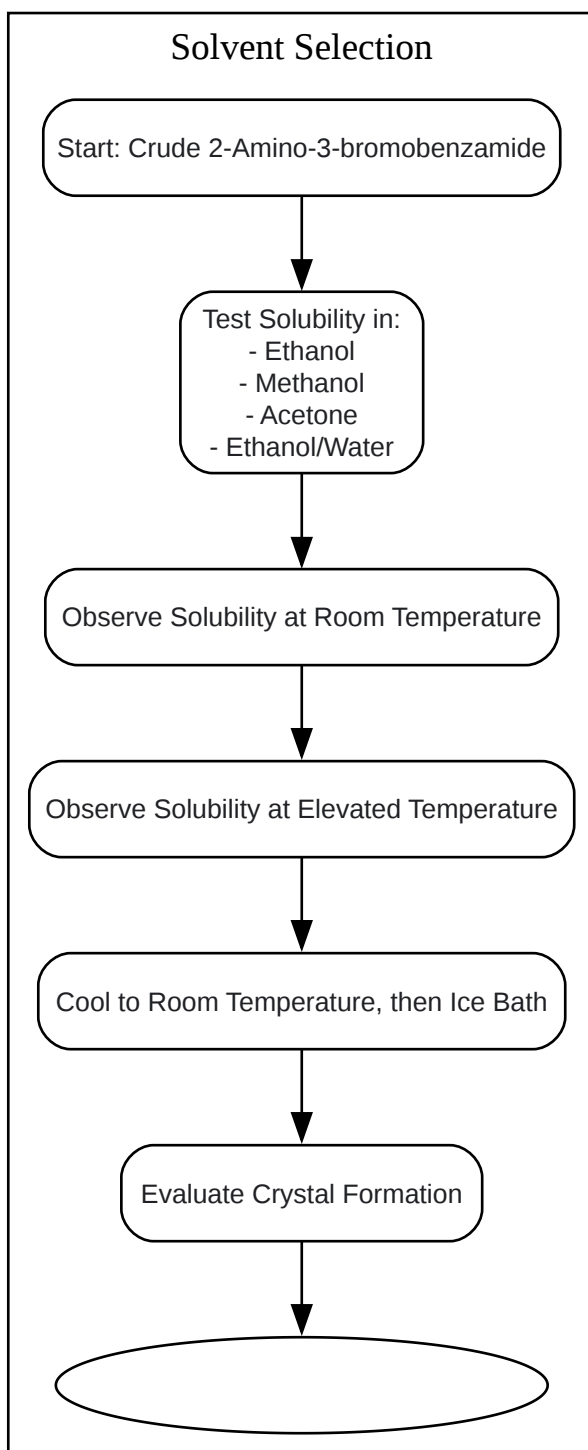 Solvent Selection
Start: Crude 2-Amino-3-bromobenzamide
Test Solubility in:
- Ethanol
- Methanol
- Acetone
- Ethanol/Water
Observe Solubility at Room Temperature
Observe Solubility at Elevated Temperature
Cool to Room Temperature, then Ice Bath
Evaluate Crystal Formation